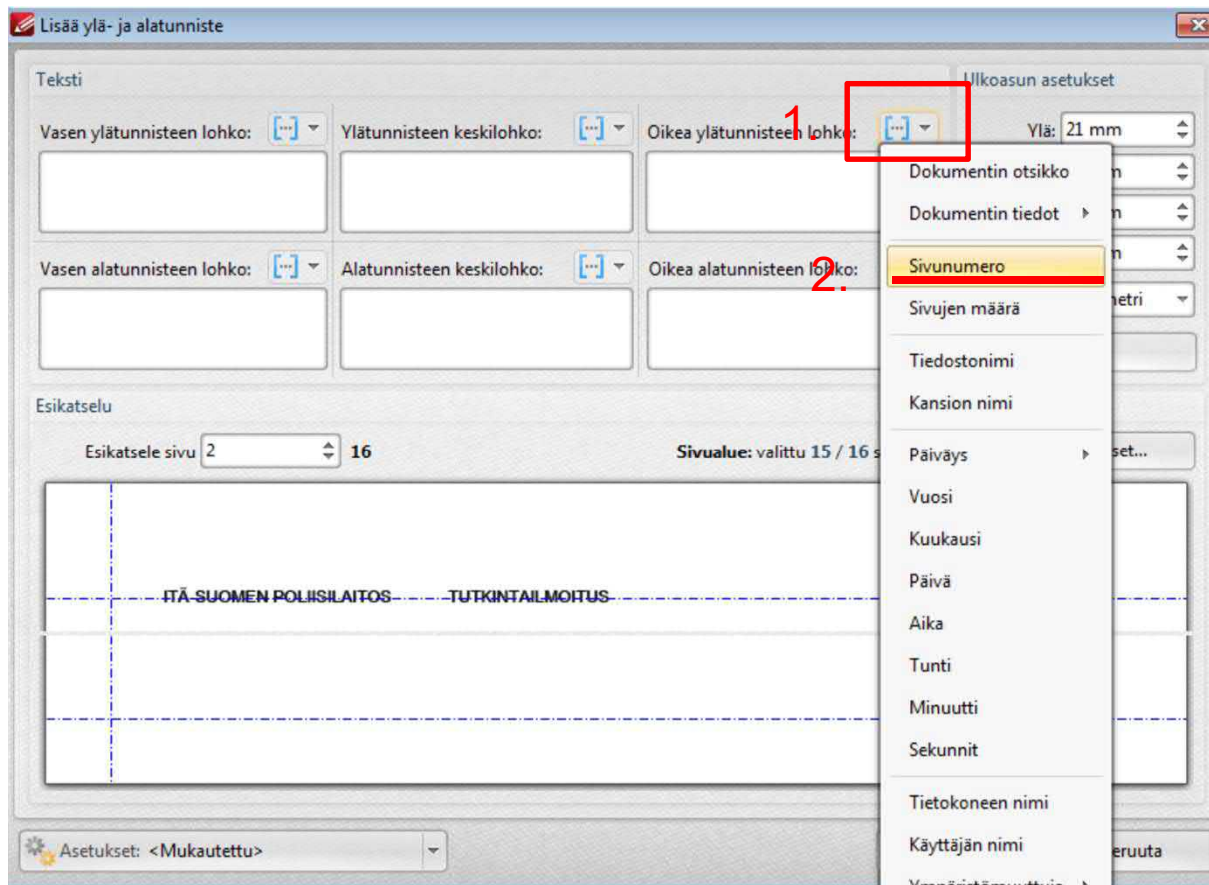 Lisää ylä- ja alatunniste
Teksti
Ulkoasun asetukset
Vasen ylätunnisteen lohko:
Ylätunnisteen keskilohko:
1. Oikea ylätunnisteen lohko:
Ylä: 21 mm
Dokumentin otsikko
Dokumentin tiedot
Vasen alatunnisteen lohko:
Alatunnisteen keskilohko:
Oikea alatunnisteen lohko:
2. Sivunumero
Sivujen määrä
Tiedostonimi
Kansion nimi
Esikatselu
Esikatsele sivu 2 16
Sivualue: valittu 15 / 16 s
Päiväys
Vuosi
Kuukausi
Päivä
Aika
Tunti
Minuutti
Sekunnit
ITÄ SUOMEN POLIISILAITOS TUTKINTAILMOITUS
Tietokoneen nimi
Käyttäjän nimi
Asetukset: <Mukautettu>
eruuta